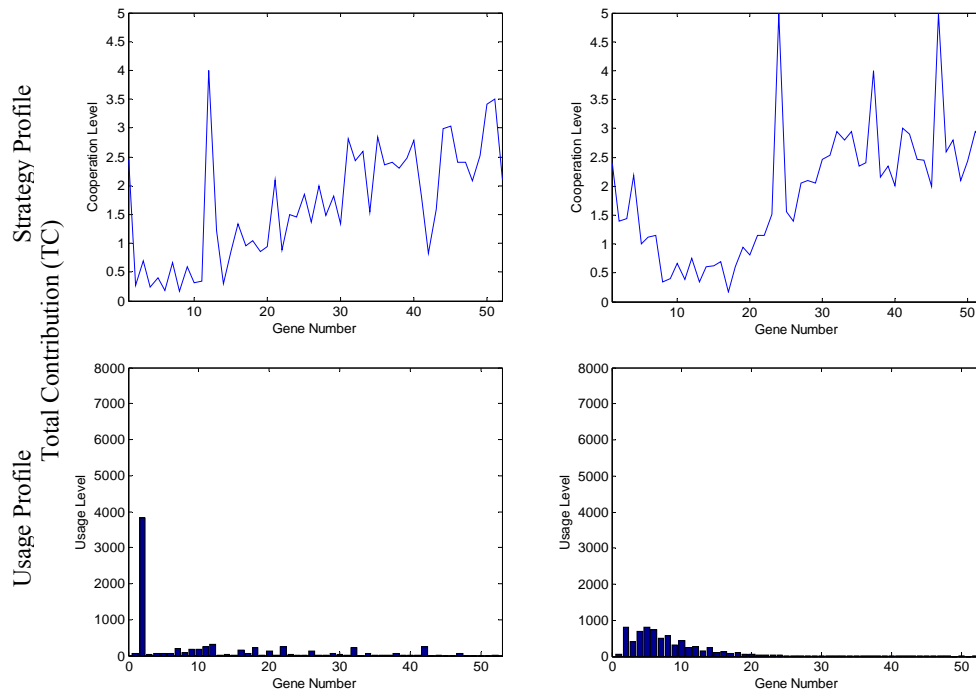 Strategy Profile
Total Contribution (TC)
Usage Profile
5
4.5
4
3.5
3
2.5
2
1.5
1
0.5
0
Cooperation Level
10 20 30 40 50
Gene Number
5
4.5
4
3.5
3
2.5
2
1.5
1
0.5
0
Cooperation Level
10 20 30 40 50
Gene Number
8000
7000
6000
5000
4000
3000
2000
1000
0
Usage Level
0 10 20 30 40 50
Gene Number
8000
7000
6000
5000
4000
3000
2000
1000
0
Usage Level
0 10 20 30 40 50
Gene Number